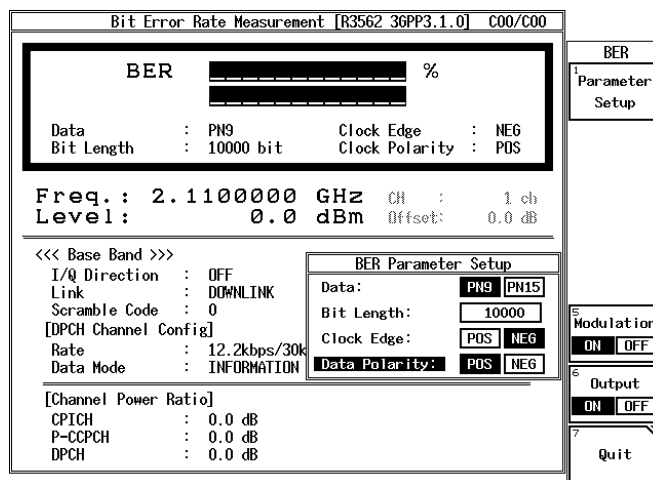 Bit Error Rate Measurement [R3562 3GPP3.1.0] C00/C00
BER %
Data : PN9 Clock Edge : NEG
Bit Length : 10000 bit Clock Polarity : POS
Freq.: 2.1100000 GHz CH : 1 ch
Level: 0.0 dBm Offset: 0.0 dB
<<< Base Band >>>
I/Q Direction : OFF
Link : DOWNLINK
Scramble Code : 0
[DPCH Channel Config]
Rate : 12.2kbps/30k
Data Mode : INFORMATION
[Channel Power Ratio]
CPICH : 0.0 dB
P-CCPCH : 0.0 dB
DPCH : 0.0 dB
BER Parameter Setup
Data: PN9 PN15
Bit Length: 10000
Clock Edge: POS NEG
Data Polarity: POS NEG
BER
1
Parameter
Setup
5
Modulation
ON OFF
6
Output
ON OFF
7
Quit